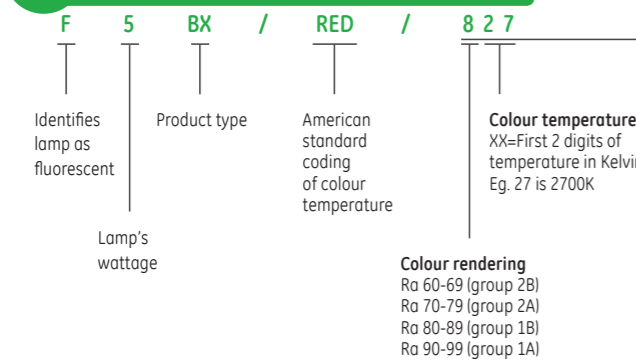 F 5 BX / RED / 8 2 7
Identifies
lamp as
fluorescent
Product type
American
standard
coding
of colour
temperature
Colour temperature
XX=First 2 digits of
temperature in
Eg. 27 is 2700K
Lamp's
wattage
Colour rendering
Ra 60-69 (group 2B)
Ra 70-79 (group 2A)
Ra 80-89 (group 1B)
Ra 90-99 (group 1A)